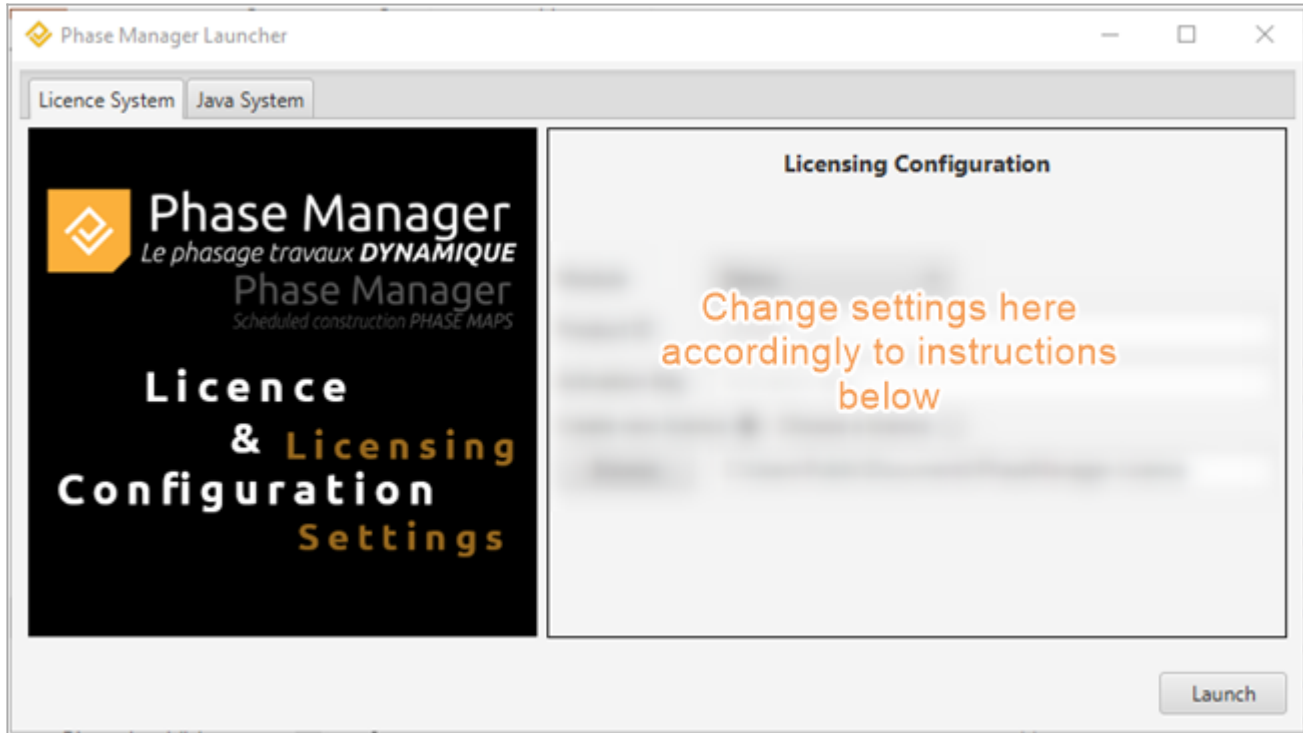 Phase Manager Launcher
Licence System Java System
Phase Manager
Le phasage travaux DYNAMIQUE
Phase Manager
Scheduled construction PHASE MAPS
Licence
& Licensing
Configuration
Settings
Licensing Configuration
Change settings here
accordingly to instructions
below
Launch